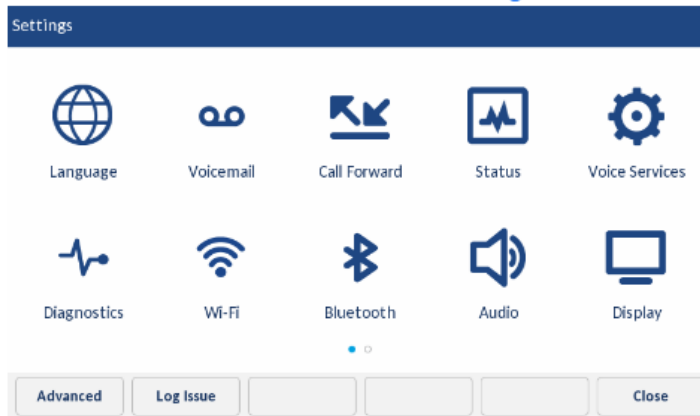 Settings
Language Voicemail Call Forward Status Voice Services
Diagnostics Wi-Fi Bluetooth Audio Display
Advanced Log Issue Close